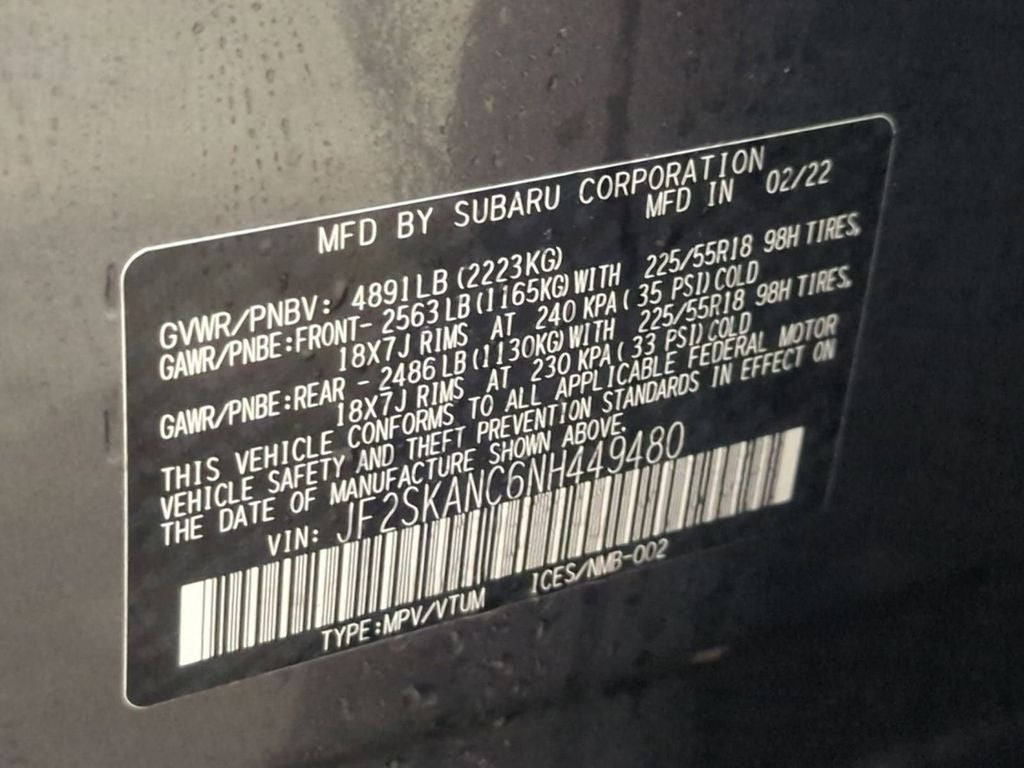 MFD BY SUBARU CORPORATION
MFD IN 02/22
GVWR/PNBV: 4891LB (2223KG)
GAWR/PNBE:FRONT- 2563LB(1165KG)WITH 225/55R18 98H TIRES,
18X7J RIMS AT 240 KPA( 35 PSI)COLD
GAWR/PNBE:REAR - 2486LB(1130KG)WITH 225/55R18 98H TIRES,
18X7J RIMS AT 230 KPA( 33 PSI)COLD
THIS VEHICLE CONFORMS TO ALL APPLICABLE FEDERAL MOTOR
VEHICLE SAFETY AND THEFT PREVENTION STANDARDS IN EFFECT ON
THE DATE OF MANUFACTURE SHOWN ABOVE.
VIN: JF2SKANC6NH449480
TYPE:MPV/VTUM ICES/NMB-002